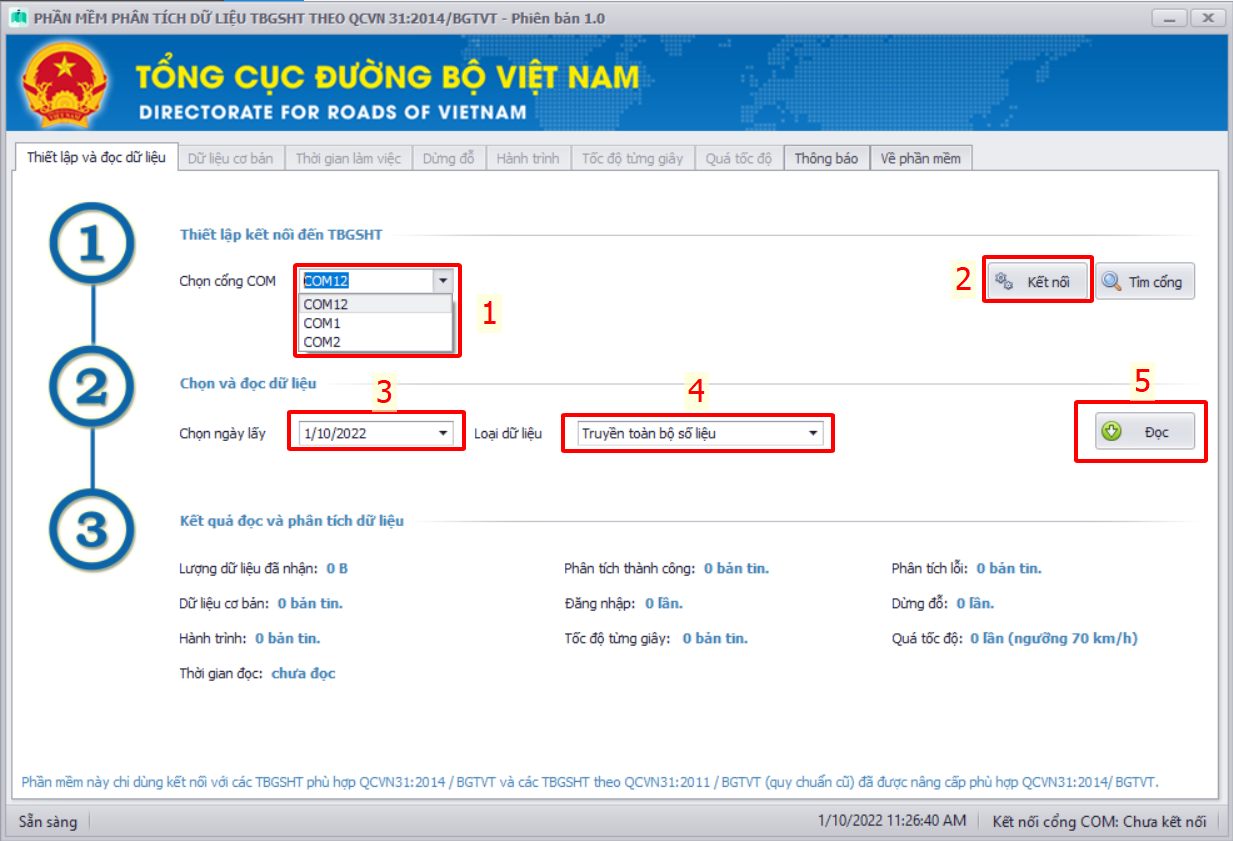 PHẦN MỀM PHÂN TÍCH DỮ LIỆU TBGSHT THEO QCVN 31:2014/BGTVT - Phiên bản 1.0
TỔNG CỤC ĐƯỜNG BỘ VIỆT NAM
DIRECTORATE FOR ROADS OF VIETNAM
Thiết lập và đọc dữ liệu Dữ liệu cơ bản Thời gian làm việc Dừng đỗ Hành trình Tốc độ từng giây Quá tốc độ Thông báo Về phần mềm
1
Thiết lập kết nối đến TBGSHT
Chọn cổng COM COM12 2 Kết nối Tìm cổng
COM12
COM1 1
COM2
2
Chọn và đọc dữ liệu 3 4 5
Chọn ngày lấy 1/10/2022 Loại dữ liệu Truyền toàn bộ số liệu Đọc
3
Kết quả đọc và phân tích dữ liệu
Lượng dữ liệu đã nhận: 0 B Phân tích thành công: 0 bản tin. Phân tích lỗi: 0 bản tin.
Dữ liệu cơ bản: 0 bản tin. Đăng nhập: 0 lần. Dừng đỗ: 0 lần.
Hành trình: 0 bản tin. Tốc độ từng giây: 0 bản tin. Quá tốc độ: 0 lần (ngưỡng 70 km/h)
Thời gian đọc: chưa đọc
Phần mềm này chỉ dùng kết nối với các TBGSHT phù hợp QCVN31:2014 / BGTVT và các TBGSHT theo QCVN31:2011 / BGTVT (quy chuẩn cũ) đã được nâng cấp phù hợp QCVN31:2014/ BGTVT.
Sẵn sàng 1/10/2022 11:26:40 AM Kết nối cổng COM: Chưa kết nối